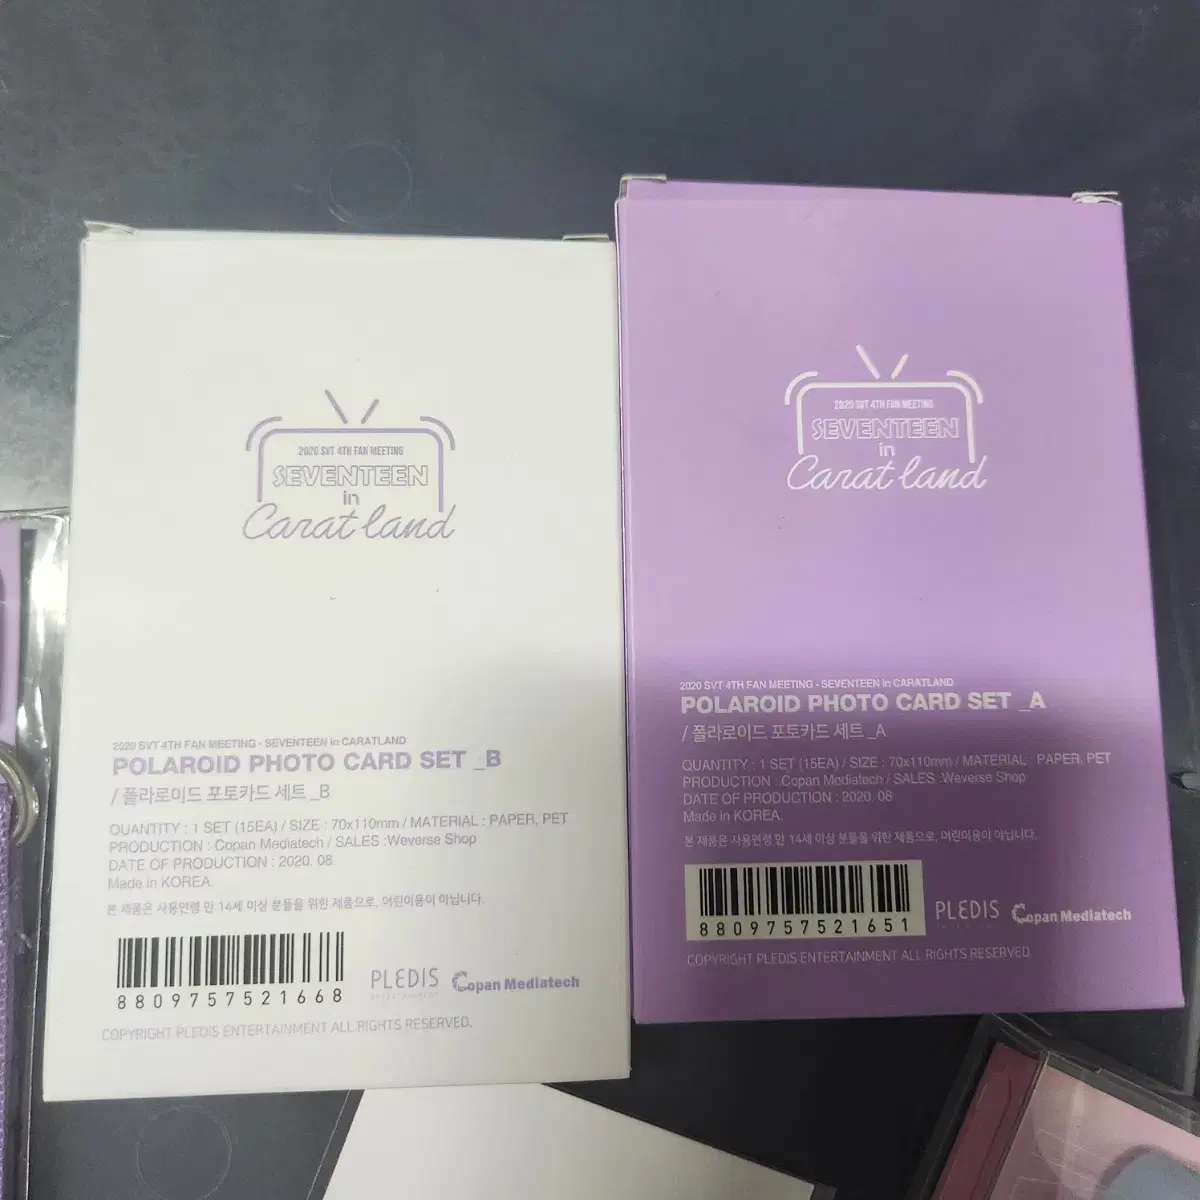 2020 SVT 4TH FAN MEETING
SEVENTEEN
in
Carat land
2020 SVT 4TH FAN MEETING - SEVENTEEN in CARATLAND
POLAROID PHOTO CARD SET _B
/ 폴라로이드 포토카드 세트 _B
QUANTITY : 1 SET (15EA) / SIZE : 70x110mm / MATERIAL : PAPER, PET
PRODUCTION : Copan Mediatech / SALES :Weverse Shop
DATE OF PRODUCTION : 2020. 08
Made in KOREA
본 제품은 사용연령 만 14세 이상 분들을 위한 제품으로, 어린이용이 아닙니다.
8809757521668
PLEDIS
ENTERTAINMENT
Copan Mediatech
COPYRIGHT PLEDIS ENTERTAINMENT ALL RIGHTS RESERVED.
2020 SVT 4TH FAN MEETING
SEVENTEEN
in
Carat land
2020 SVT 4TH FAN MEETING - SEVENTEEN in CARATLAND
POLAROID PHOTO CARD SET _A
/ 폴라로이드 포토카드 세트 _A
QUANTITY : 1 SET (15EA) / SIZE : 70x110mm / MATERIAL : PAPER, PET
PRODUCTION : Copan Mediatech / SALES :Weverse Shop
DATE OF PRODUCTION : 2020. 08
Made in KOREA
본 제품은 사용연령 만 14세 이상 분들을 위한 제품으로, 어린이용이 아닙니다.
8809757521651
PLEDIS
ENTERTAINMENT
Copan Mediatech
COPYRIGHT PLEDIS ENTERTAINMENT ALL RIGHTS RESERVED.